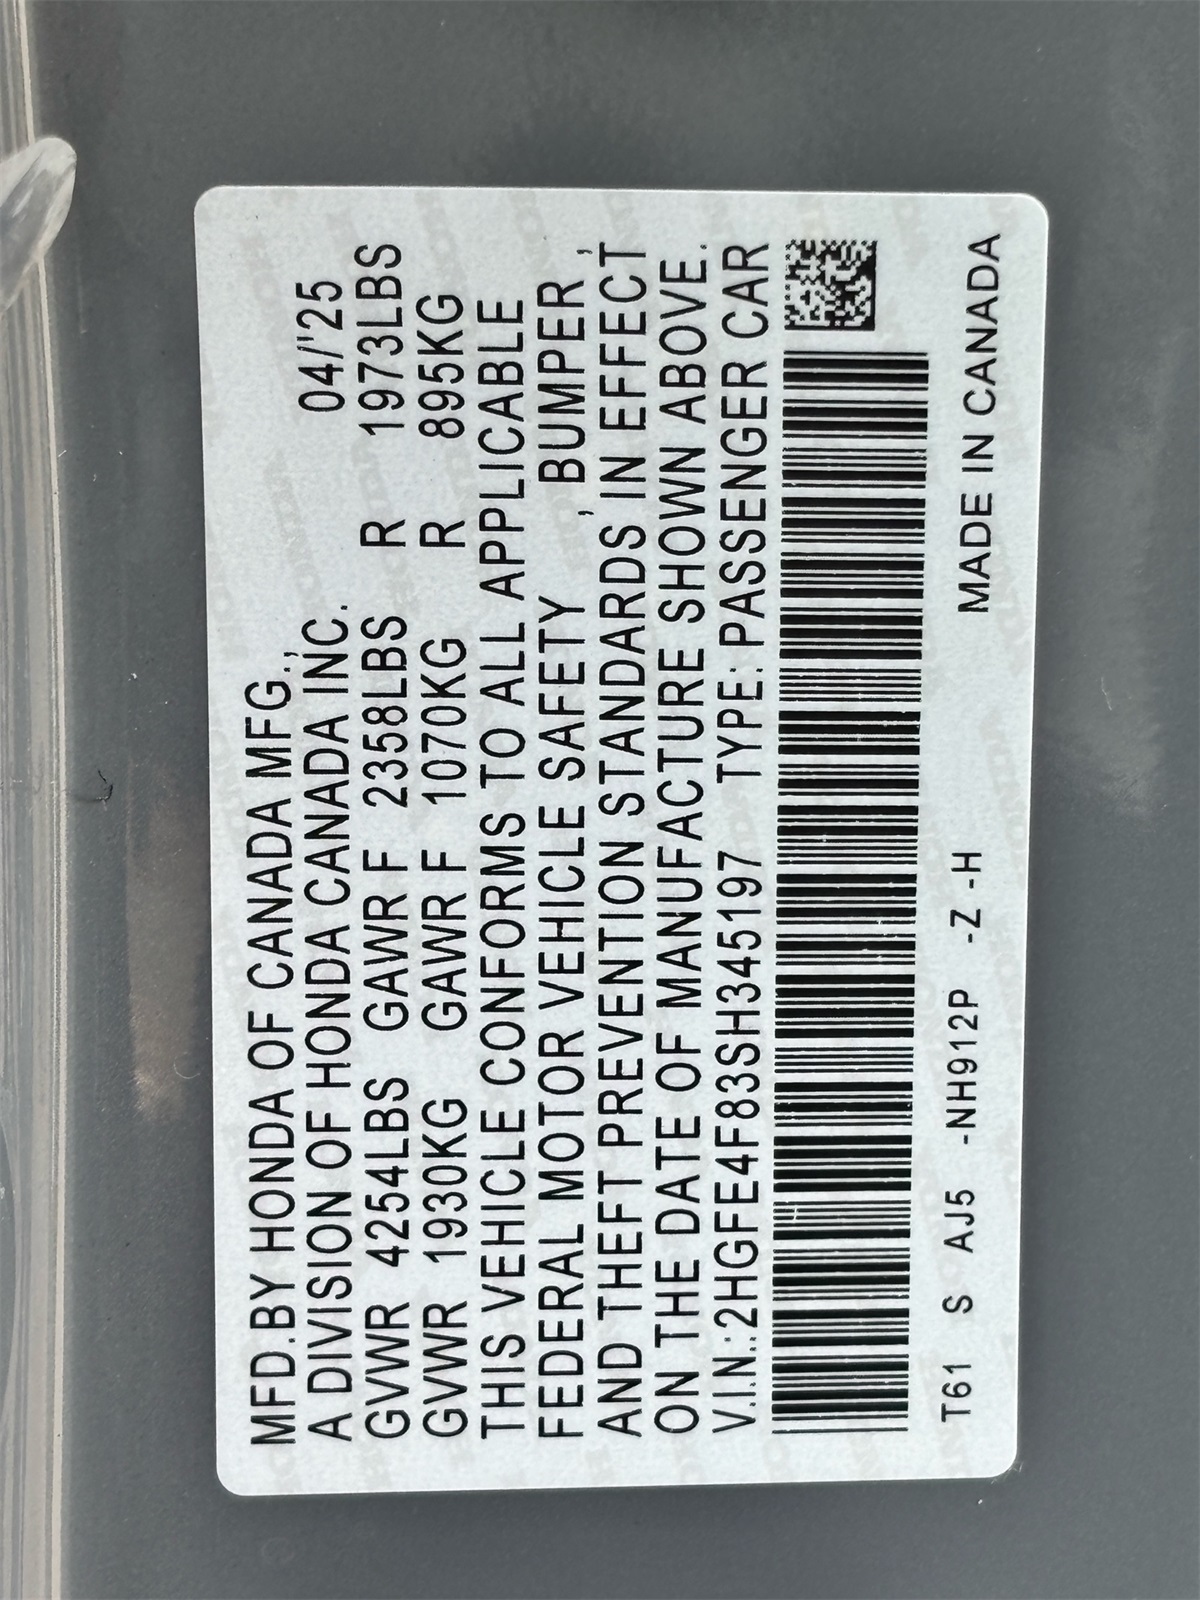 MFD.BY HONDA OF CANADA MFG.,
A DIVISION OF HONDA CANADA INC. 04/'25
GVWR 4254LBS GAWR F 2358LBS R 1973LBS
GVWR 1930KG GAWR F 1070KG R 895KG
THIS VEHICLE CONFORMS TO ALL APPLICABLE
FEDERAL MOTOR VEHICLE SAFETY , BUMPER ,
AND THEFT PREVENTION STANDARDS IN EFFECT
ON THE DATE OF MANUFACTURE SHOWN ABOVE.
V.I.N.:2HGFE4F83SH345197 TYPE: PASSENGER CAR
T61 S AJ5 -NH912P -Z -H MADE IN CANADA